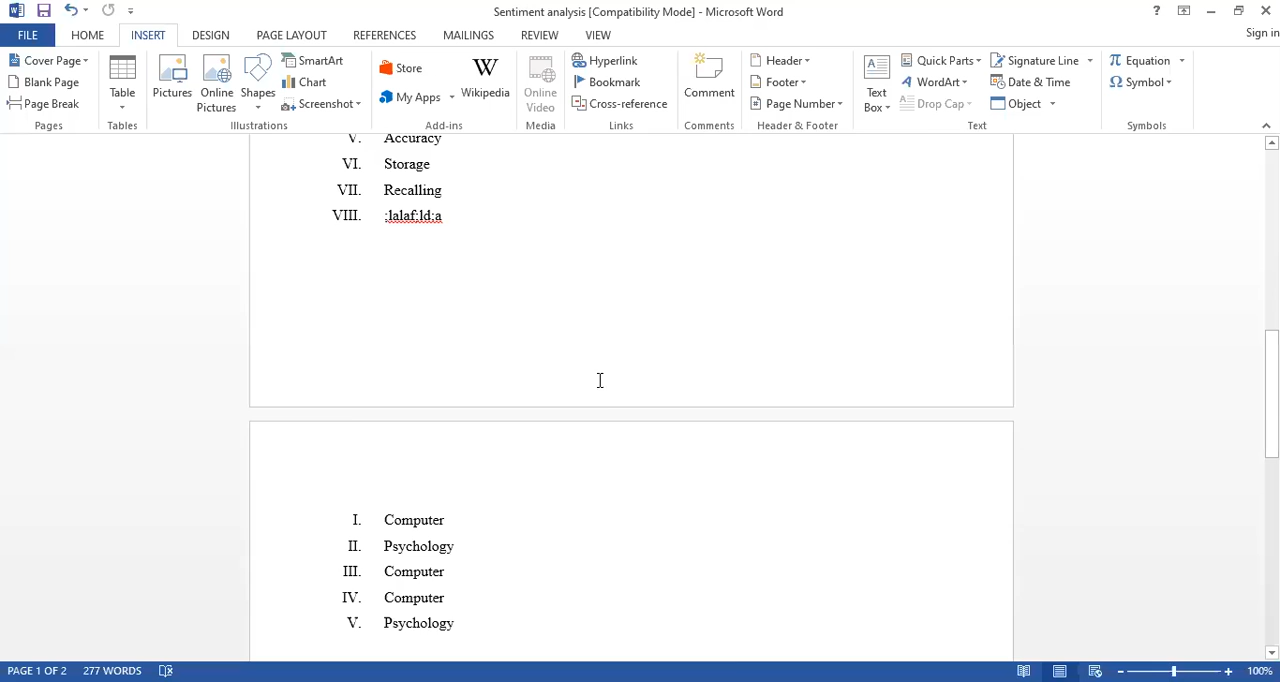 Sentiment analysis [Compatibility Mode] - Microsoft Word
?
Sign in
FILE HOME INSERT DESIGN PAGE LAYOUT REFERENCES MAILINGS REVIEW VIEW
Cover Page
Blank Page
Page Break
Pages
Table
Tables
Pictures
Online Pictures
Shapes
SmartArt
Chart
Screenshot
Illustrations
Store
My Apps
W
Wikipedia
Add-ins
Online Video
Media
Hyperlink
Bookmark
Cross-reference
Links
Comment
Comments
Header
Footer
Page Number
Header & Footer
Text Box
Quick Parts
WordArt
Drop Cap
Signature Line
Date & Time
Object
Text
Equation
Symbol
Symbols
V. Accuracy
VI. Storage
VII. Recalling
VIII. ;lalaf;ld;a
I. Computer
II. Psychology
III. Computer
IV. Computer
V. Psychology
PAGE 1 OF 2 277 WORDS 100%